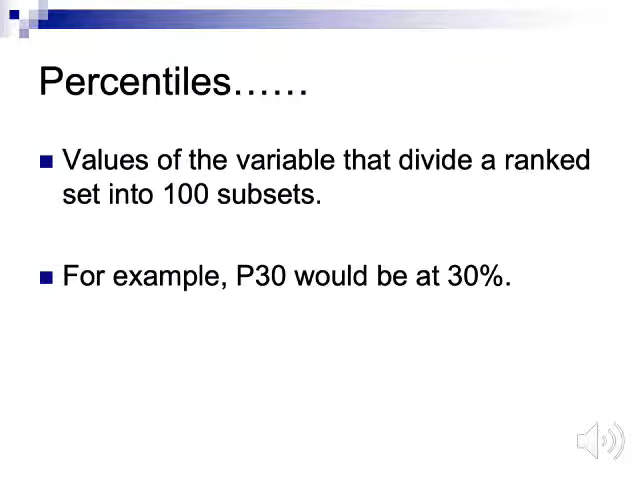 Percentiles……
Values of the variable that divide a ranked
set into 100 subsets.
For example, P30 would be at 30%.